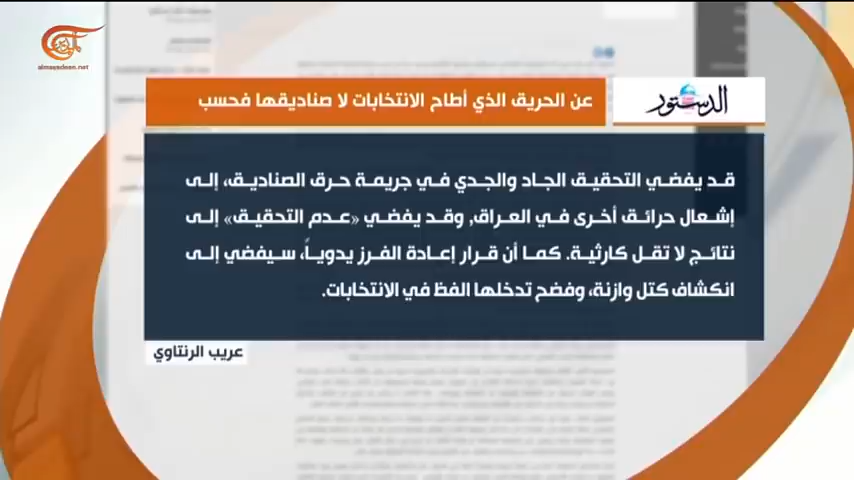 الميادين
almayadeen.net
الدستور
عن الحريق الذي أطاح الانتخابات لا صناديقها فحسب
قد يفضي التحقيق الجاد والجدي في جريمة حرق الصناديق، إلى
إشعال حرائق أخرى في العراق, وقد يفضي «عدم التحقيق» إلى
نتائج لا تقل كارثية. كما أن قرار إعادة الفرز يدوياً، سيفضي إلى
انكشاف كتل وازنة، وفضح تدخلها الفظ في الانتخابات.
عريب الرنتاوي